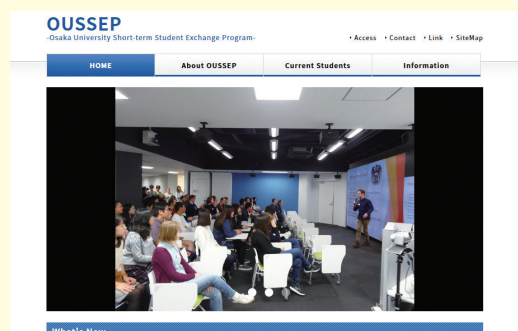 OUSSEP
-Osaka University Short-term Student Exchange Program-
Access Contact Link SiteMap
HOME About OUSSEP Current Students Information
What's New